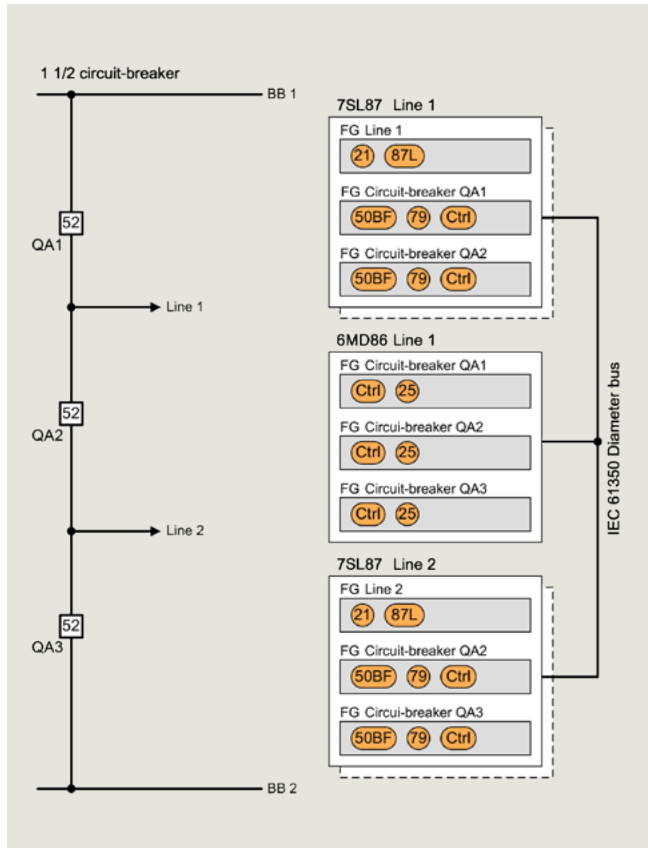 1 1/2 circuit-breaker
BB 1
52
QA1
Line 1
52
QA2
Line 2
52
QA3
BB 2
7SL87 Line 1
FG Line 1
21 87L
FG Circuit-breaker QA1
50BF 79 Ctrl
FG Circuit-breaker QA2
50BF 79 Ctrl
6MD86 Line 1
FG Circuit-breaker QA1
Ctrl 25
FG Circui-breaker QA2
Ctrl 25
FG Circuit-breaker QA3
Ctrl 25
7SL87 Line 2
FG Line 2
21 87L
FG Circuit-breaker QA2
50BF 79 Ctrl
FG Circui-breaker QA3
50BF 79 Ctrl
IEC 61350 Diameter bus